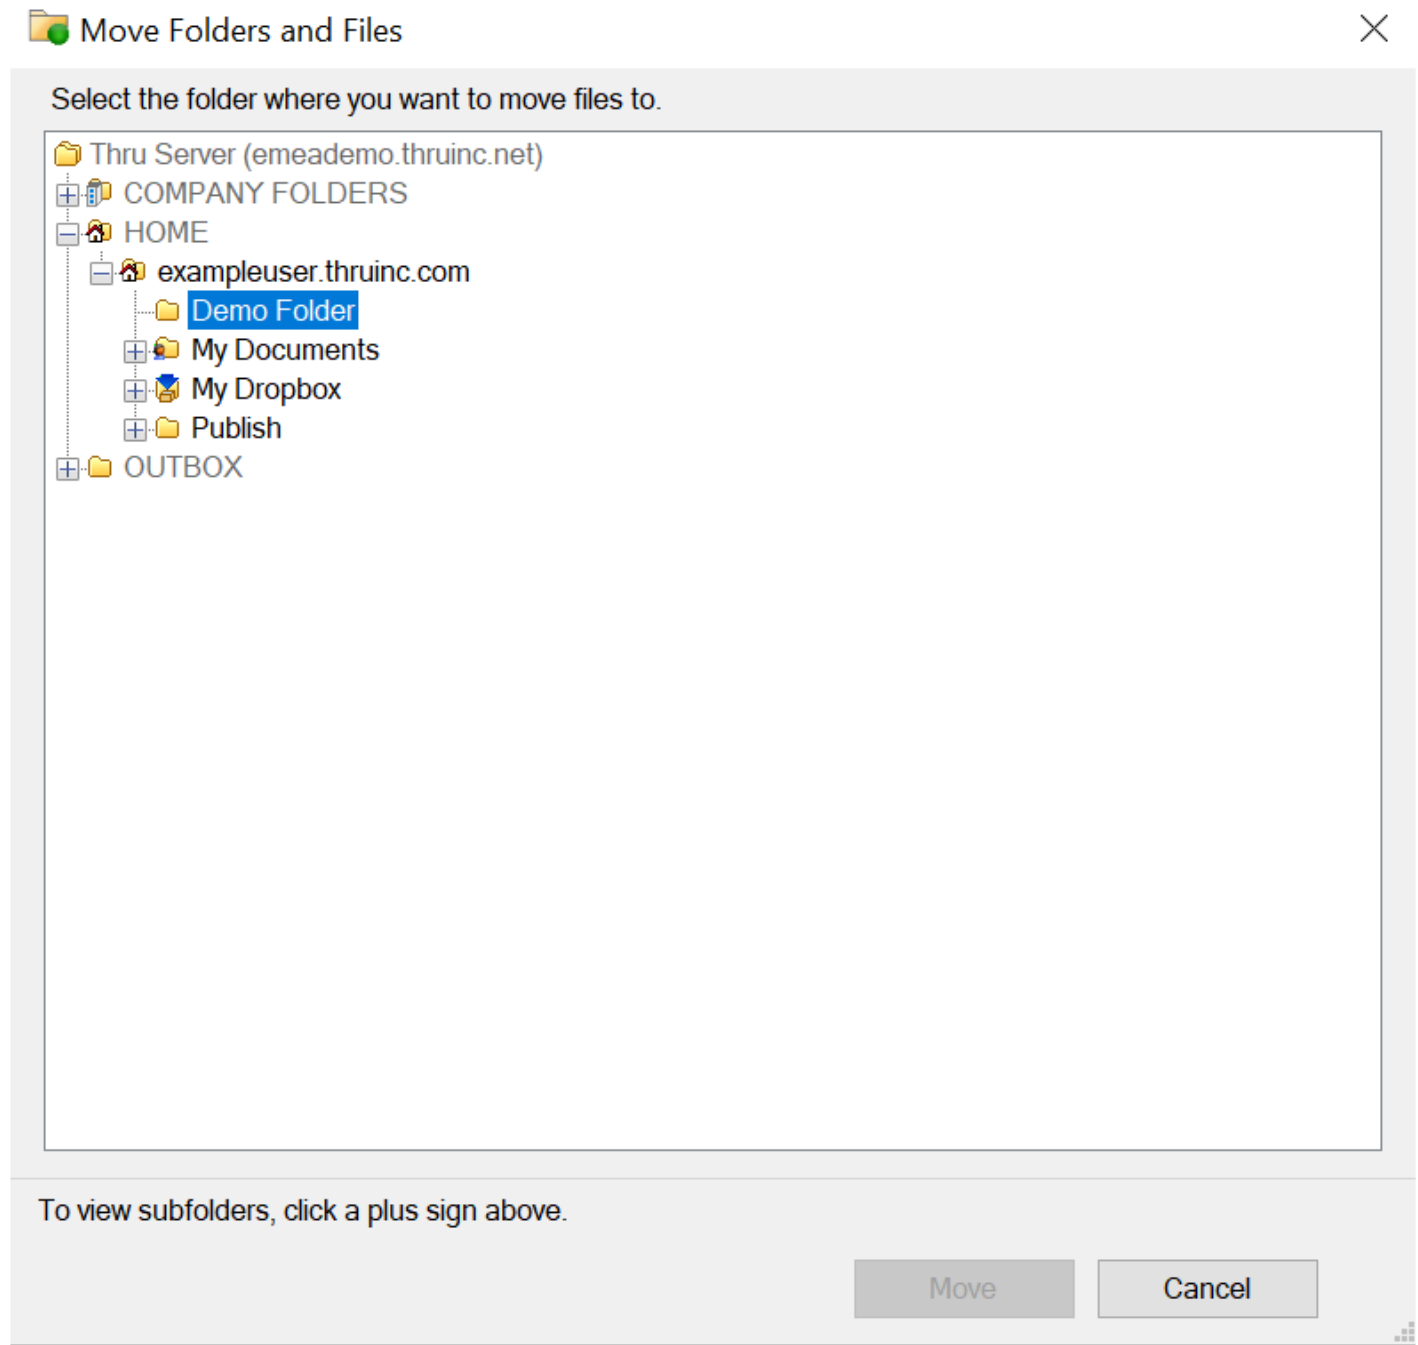 Move Folders and Files
Select the folder where you want to move files to.
Thru Server (emeademo.thruinc.net)
COMPANY FOLDERS
HOME
exampleuser.thruinc.com
Demo Folder
My Documents
My Dropbox
Publish
OUTBOX
To view subfolders, click a plus sign above.
Move Cancel